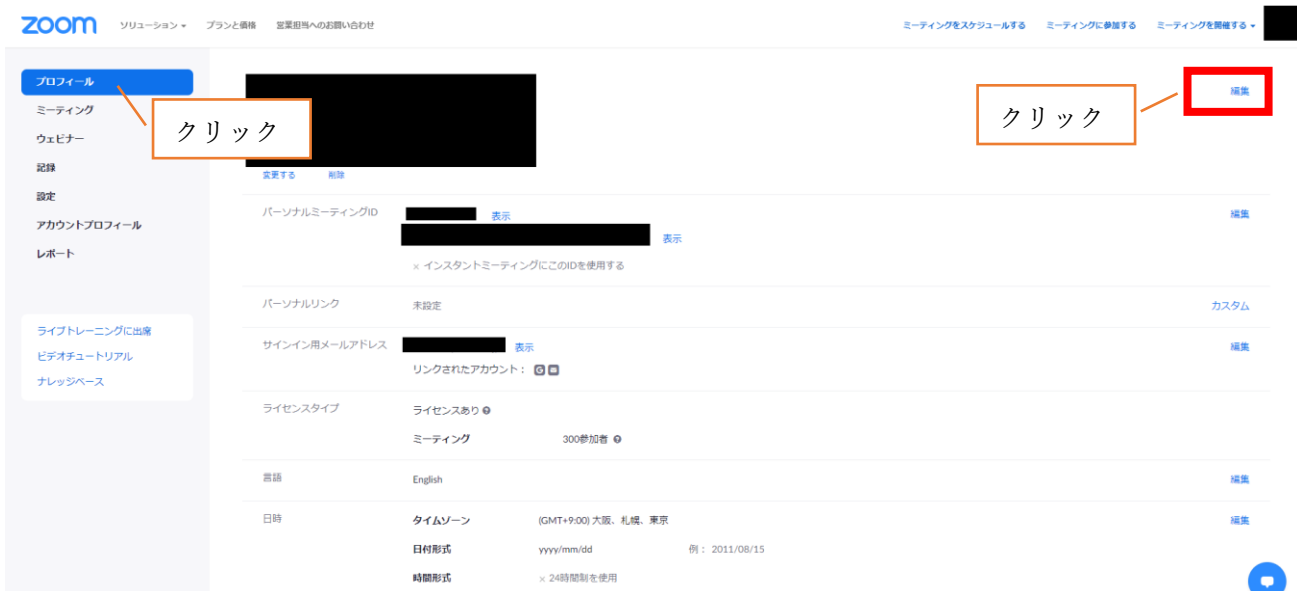 zoom ソリューション プランと価格 営業担当へのお問い合わせ ミーティングをスケジュールする ミーティングに参加する ミーティングを開催する
プロフィール
ミーティング
ウェビナー
記録
設定
アカウントプロフィール
レポート
ライブトレーニングに出席
ビデオチュートリアル
ナレッジベース
クリック
クリック
編集
変更する 削除
パーソナルミーティングID 表示 編集
表示
× インスタントミーティングにこのIDを使用する
パーソナルリンク 未設定 カスタム
サインイン用メールアドレス 表示 編集
リンクされたアカウント： G
ライセンスタイプ ライセンスあり ?
ミーティング 300参加者 ?
言語 English 編集
日時 タイムゾーン (GMT+9:00) 大阪、札幌、東京 編集
日付形式 yyyy/mm/dd 例： 2011/08/15
時間形式 × 24時間制を使用